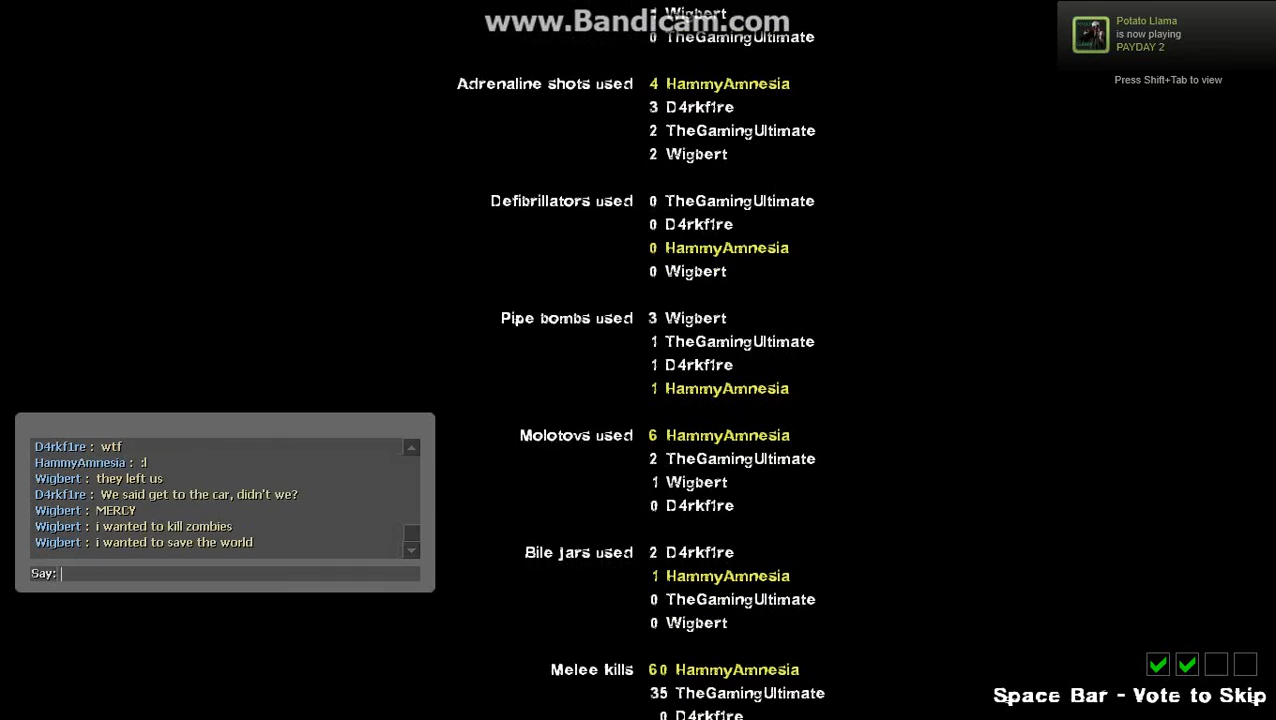 1 Wigbert
www.Bandicam.com
0 TheGamingUltimate
Potato Llama
is now playing
PAYDAY 2
Press Shift+Tab to view
Adrenaline shots used 4 HammyAmnesia
3 D4rkf1re
2 TheGamingUltimate
2 Wigbert
Defibrillators used 0 TheGamingUltimate
0 D4rkf1re
0 HammyAmnesia
0 Wigbert
Pipe bombs used 3 Wigbert
1 TheGamingUltimate
1 D4rkf1re
1 HammyAmnesia
Molotovs used 6 HammyAmnesia
2 TheGamingUltimate
1 Wigbert
0 D4rkf1re
Bile jars used 2 D4rkf1re
1 HammyAmnesia
0 TheGamingUltimate
0 Wigbert
Melee kills 60 HammyAmnesia
35 TheGamingUltimate
0 D4rkf1re
D4rkf1re : wtf
HammyAmnesia : :l
Wigbert : they left us
D4rkf1re : We said get to the car, didn't we?
Wigbert : MERCY
Wigbert : i wanted to kill zombies
Wigbert : i wanted to save the world
Say:
Space Bar - Vote to Skip